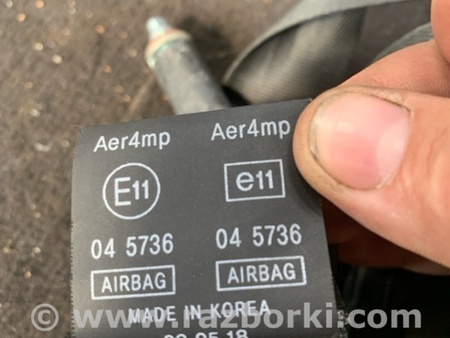 Aer4mp Aer4mp
E11 e11
04 5736 04 5736
AIRBAG AIRBAG
MADE IN KOREA
© www.razborki.com